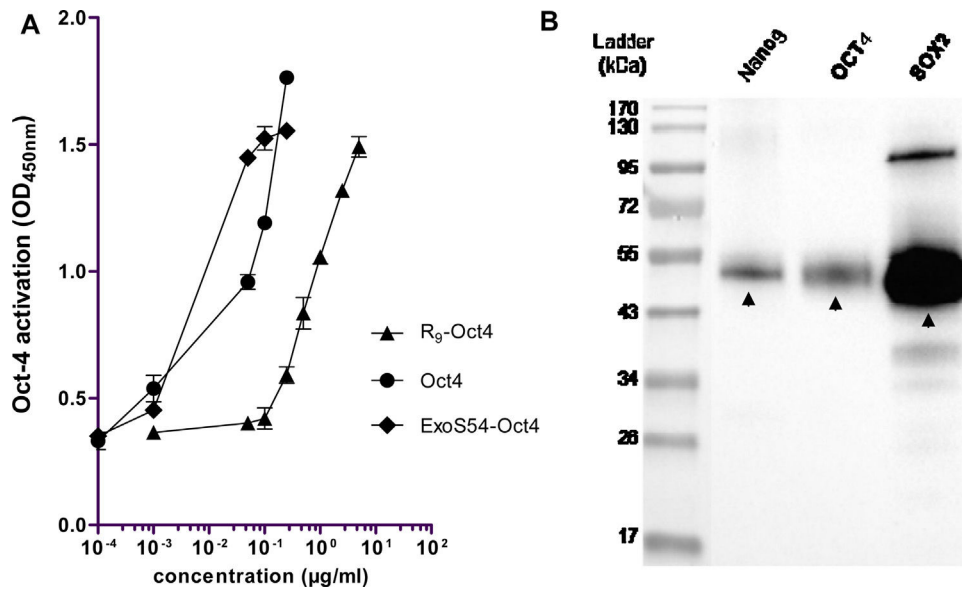 A
Oct-4 activation (OD450nm)
2.0
1.5
1.0
0.5
0.0
10-4 10-3 10-2 10-1 100 101 102
concentration (µg/ml)
R9-Oct4
Oct4
ExoS54-Oct4
B
Ladder
(kDa)
Nanog OCT4 SOX2
170
130
95
72
55
43
34
26
17